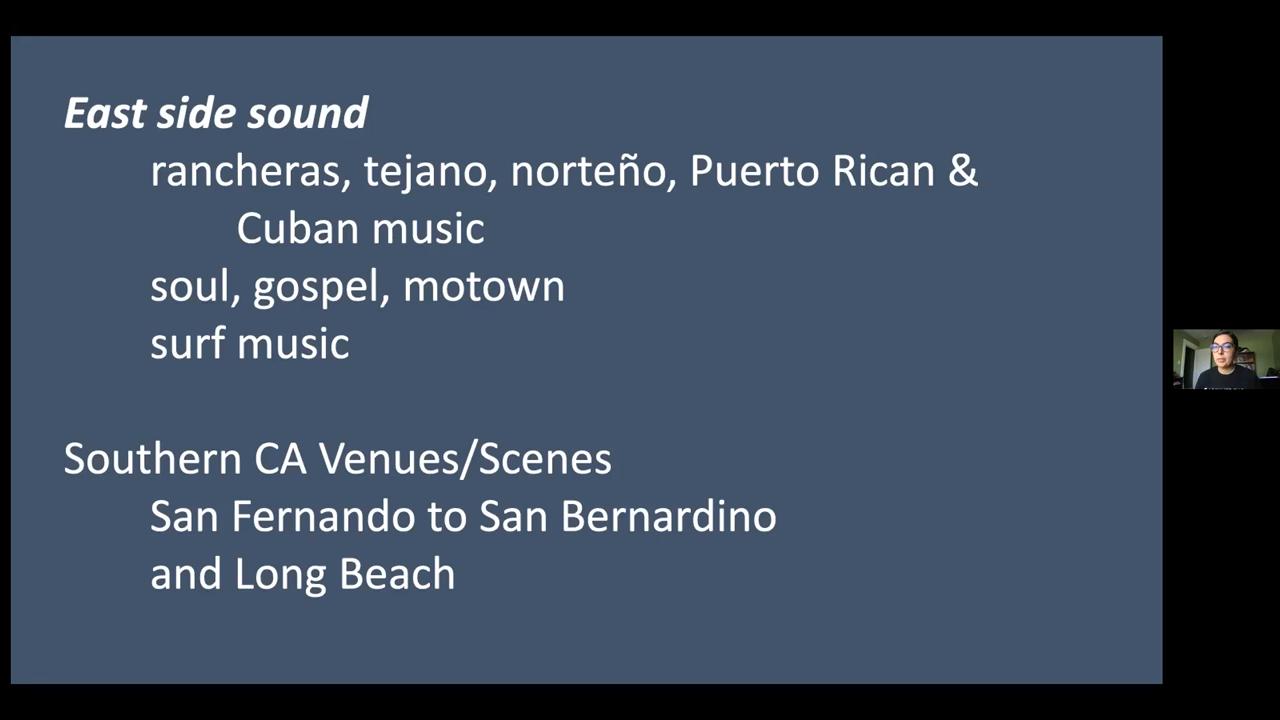 East side sound
rancheras, tejano, norteño, Puerto Rican &
Cuban music
soul, gospel, motown
surf music
Southern CA Venues/Scenes
San Fernando to San Bernardino
and Long Beach